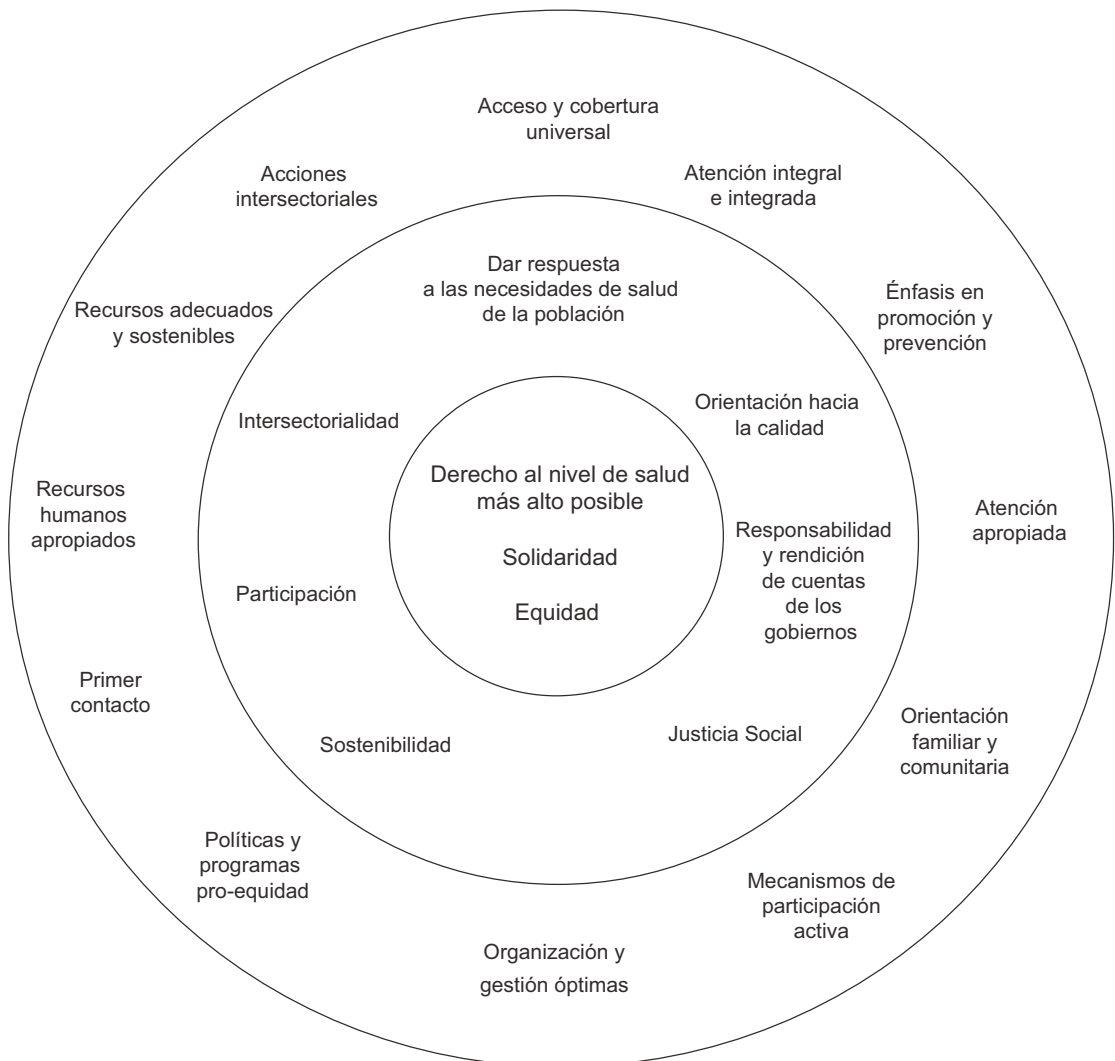 Acceso y cobertura
universal
Atención integral
e integrada
Énfasis en
promoción y
prevención
Atención
apropiada
Orientación
familiar y
comunitaria
Mecanismos de
participación
activa
Organización y
gestión óptimas
Políticas y
programas
pro-equidad
Primer
contacto
Recursos
humanos
apropiados
Recursos adecuados
y sostenibles
Acciones
intersectoriales
Dar respuesta
a las necesidades de salud
de la población
Orientación hacia
la calidad
Responsabilidad
y rendición
de cuentas
de los
gobiernos
Justicia Social
Sostenibilidad
Participación
Intersectorialidad
Derecho al nivel de salud
más alto posible
Solidaridad
Equidad